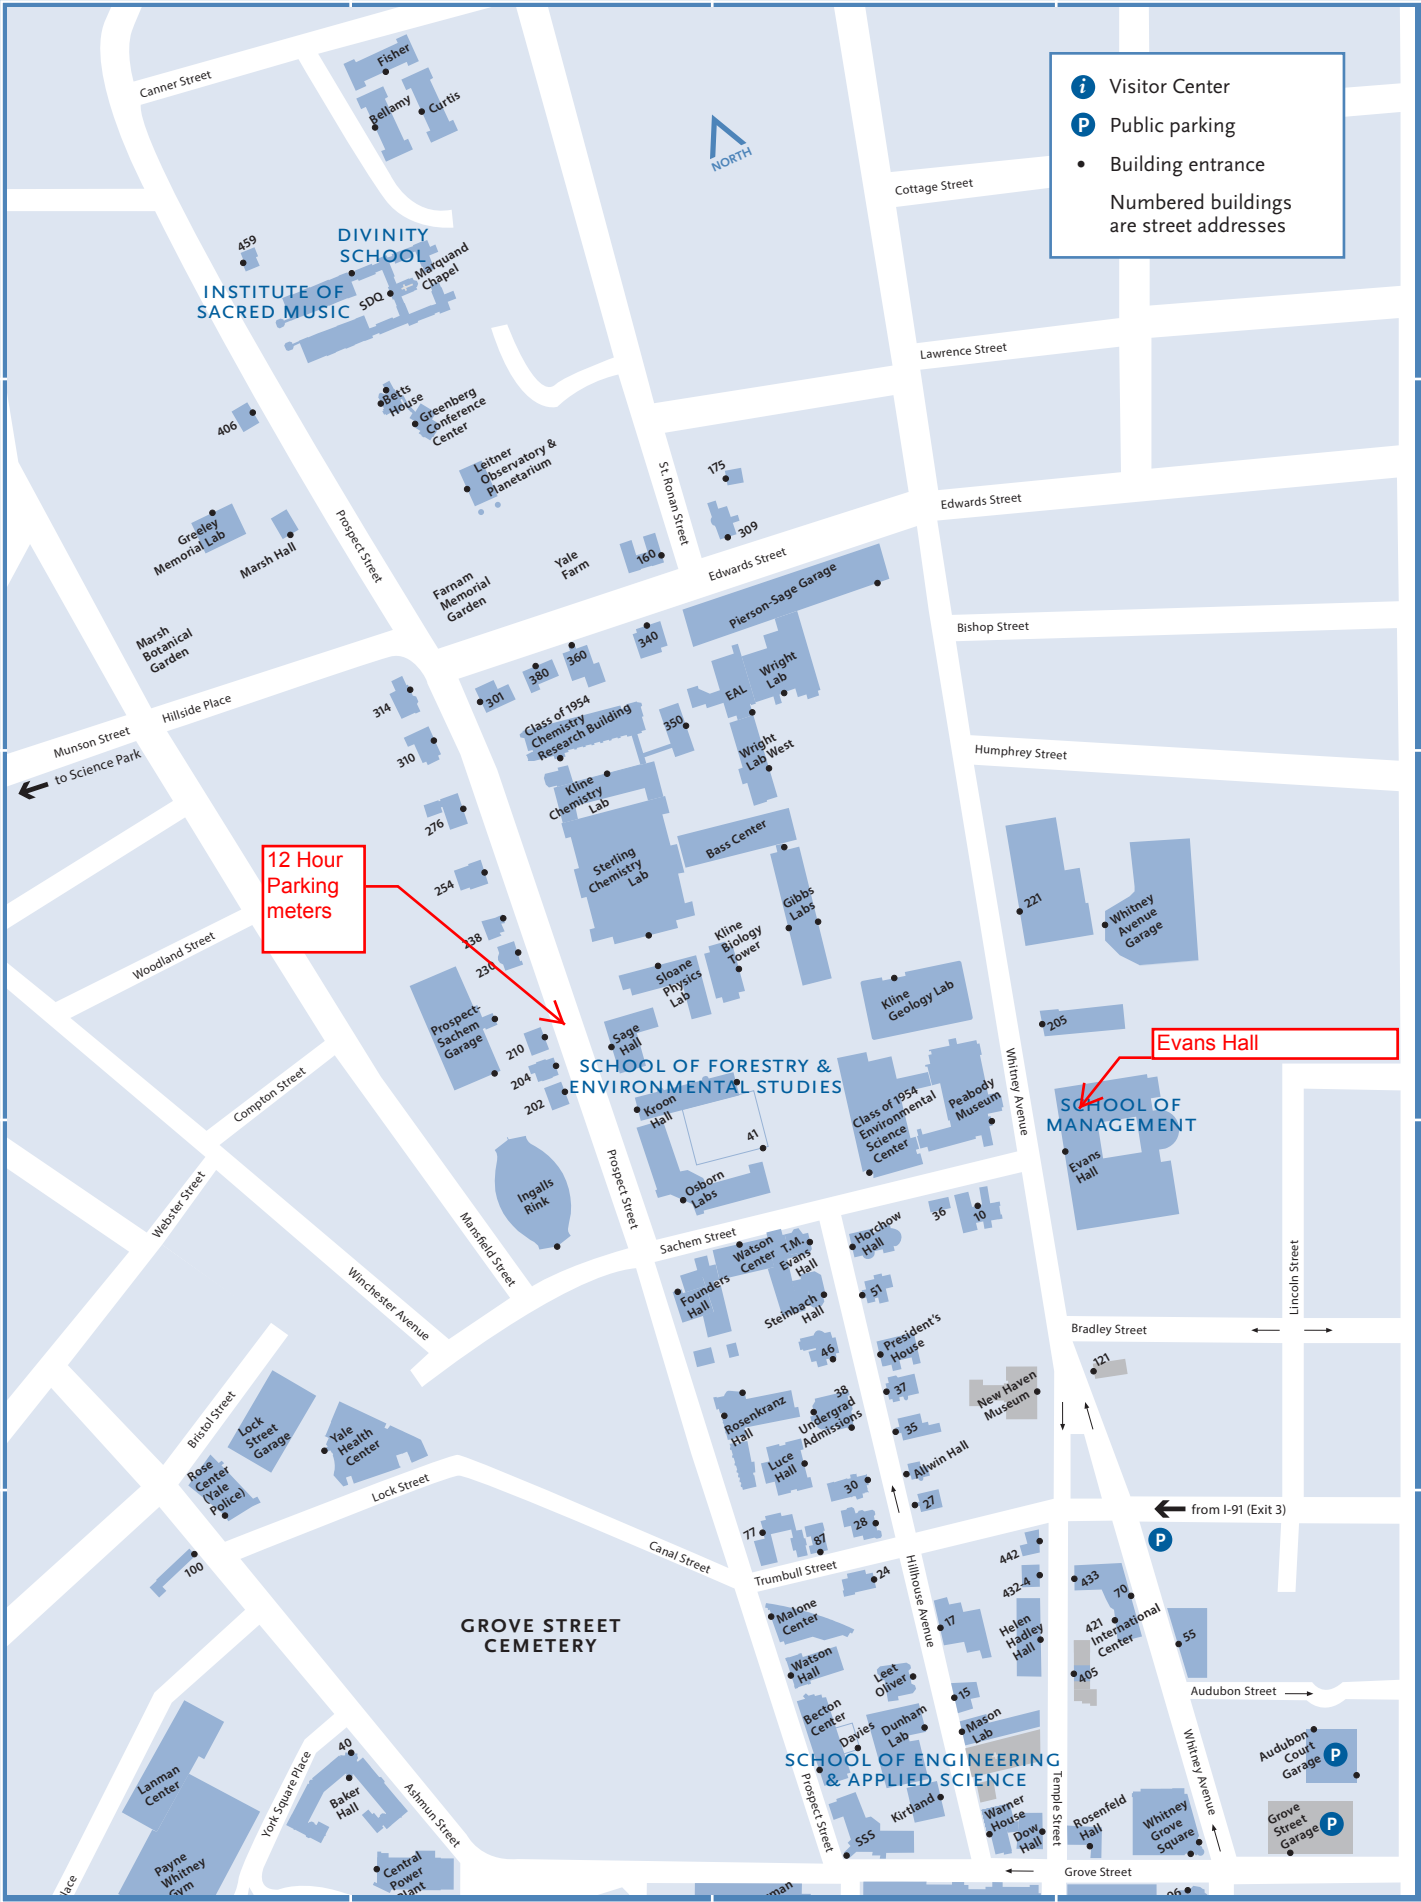 Visitor Center
P
Public parking
Building entrance
Numbered buildings
are street addresses
NORTH
Canner Street
Fisher
Bellamy
Curtis
Cottage Street
459
DIVINITY
SCHOOL
Marquand
Chapel
SDQ
INSTITUTE OF
SACRED MUSIC
Lawrence Street
Betts
House
Greenberg
Conference
Center
406
Leitner
Observatory &
Planetarium
St. Ronan Street
175
309
Edwards Street
Greeley
Memorial Lab
Marsh Hall
Prospect Street
Yale
Farm
160
Edwards Street
Farnam
Memorial
Garden
Pierson-Sage Garage
Bishop Street
Marsh
Botanical
Garden
340
360
380
301
Wright
Lab
EAL
314
Hillside Place
Munson Street
to Science Park
310
Class of 1954
Chemistry
Research Building
350
Wright
Lab West
Humphrey Street
Kline
Chemistry
Lab
276
12 Hour
Parking
meters
254
Sterling
Chemistry
Lab
Bass Center
Gibbs
Labs
221
Whitney
Avenue
Garage
238
230
Woodland Street
Kline
Biology
Tower
Sloane
Physics
Lab
Kline
Geology Lab
Prospect-
Sachem
Garage
205
Evans Hall
Sage
Hall
210
204
202
SCHOOL OF FORESTRY &
ENVIRONMENTAL STUDIES
Whitney Avenue
Compton Street
Kroon
Hall
41
Class of 1954
Environmental
Science
Center
Peabody
Museum
SCHOOL OF
MANAGEMENT
Evans
Hall
Osborn
Labs
Ingalls
Rink
Prospect Street
Webster Street
Mansfield Street
Sachem Street
36
10
Horchow
Hall
Watson
Center
T.M.
Evans
Hall
Founders
Hall
Steinbach
Hall
51
Winchester Avenue
Lincoln Street
Bradley Street
President's
House
46
121
37
New Haven
Museum
38
Undergrad
Admissions
Rosenkranz
Hall
Bristol Street
Lock
Street
Garage
Yale
Health
Center
35
Luce
Hall
Allwin Hall
Rose
Center
(Yale
Police)
Lock Street
30
27
from I-91 (Exit 3)
P
77
87
28
Canal Street
Trumbull Street
100
24
Hillhouse Avenue
442
432-4
433
70
421
International
Center
GROVE STREET
CEMETERY
Malone
Center
17
Helen
Hadley
Hall
55
Watson
Hall
Leet
Oliver
405
15
Audubon Street
Becton
Center
Davies
Dunham
Lab
Mason
Lab
SCHOOL OF ENGINEERING
& APPLIED SCIENCE
Whitney Avenue
Audubon
Court
Garage
P
Lanman
Center
York Square Place
40
Baker
Hall
Ashmun Street
Prospect Street
Kirtland
Temple Street
Warner
House
Dow
Hall
Rosenfeld
Hall
Whitney
Grove
Square
Grove
Street
Garage
P
SSS
Payne
Whitney
Gym
Central
Power
Plant
Grove Street